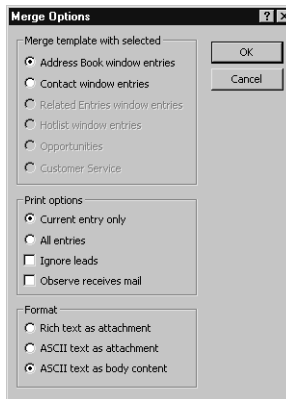 Merge Options
Merge template with selected
Address Book window entries
Contact window entries
Related Entries window entries
Hotlist window entries
Opportunities
Customer Service
OK
Cancel
Print options
Current entry only
All entries
Ignore leads
Observe receives mail
Format
Rich text as attachment
ASCII text as attachment
ASCII text as body content